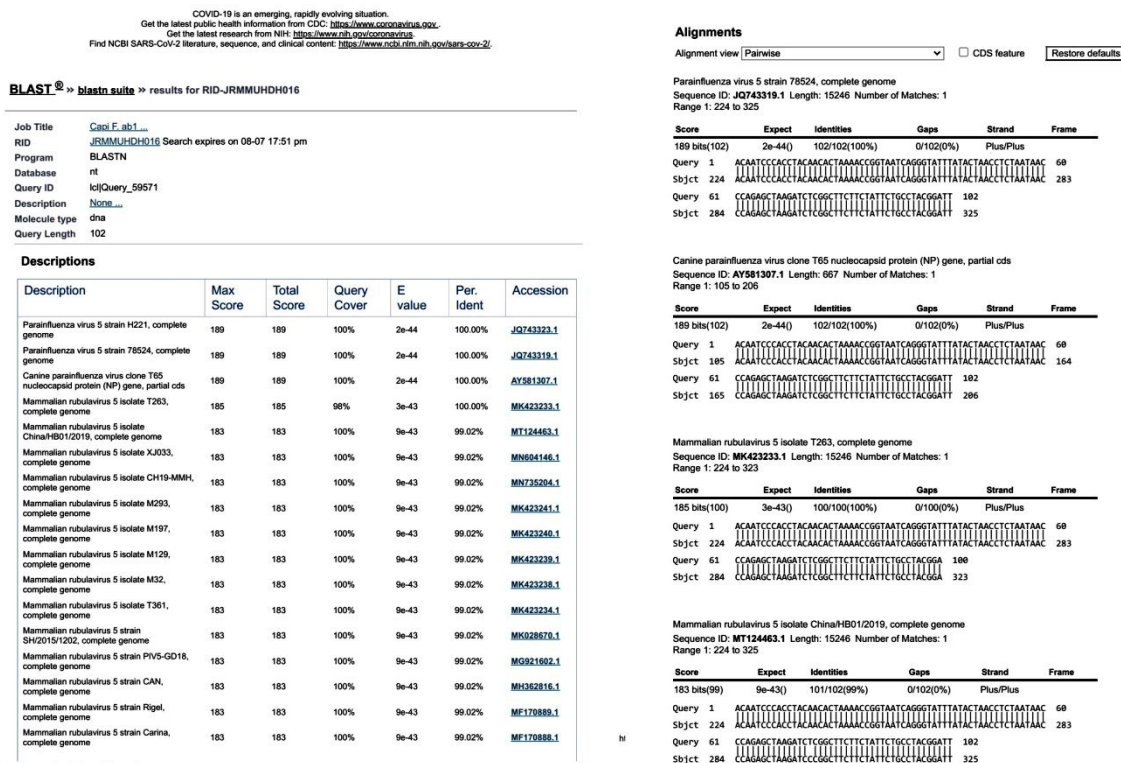 COVID-19 is an emerging, rapidly evolving situation.
Get the latest public health information from CDC: https://www.coronavirus.gov .
Get the latest research from NIH: https://www.nih.gov/coronavirus.
Find NCBI SARS-CoV-2 literature, sequence, and clinical content: https://www.ncbi.nlm.nih.gov/sars-cov-2/.
BLAST ® » blastn suite » results for RID-JRMMUHDH016
Job Title Capi F. ab1 ...
RID JRMMUHDH016 Search expires on 08-07 17:51 pm
Program BLASTN
Database nt
Query ID lcl|Query_59571
Description None ...
Molecule type dna
Query Length 102
Descriptions
Description Max Score Total Score Query Cover E value Per. Ident Accession
Parainfluenza virus 5 strain H221, complete genome 189 189 100% 2e-44 100.00% JQ743323.1
Parainfluenza virus 5 strain 78524, complete genome 189 189 100% 2e-44 100.00% JQ743319.1
Canine parainfluenza virus clone T65 nucleocapsid protein (NP) gene, partial cds 189 189 100% 2e-44 100.00% AY581307.1
Mammalian rubulavirus 5 isolate T263, complete genome 185 185 98% 3e-43 100.00% MK423233.1
Mammalian rubulavirus 5 isolate China/HB01/2019, complete genome 183 183 100% 9e-43 99.02% MT124463.1
Mammalian rubulavirus 5 isolate XJ033, complete genome 183 183 100% 9e-43 99.02% MN604146.1
Mammalian rubulavirus 5 isolate CH19-MMH, complete genome 183 183 100% 9e-43 99.02% MN735204.1
Mammalian rubulavirus 5 isolate M293, complete genome 183 183 100% 9e-43 99.02% MK423241.1
Mammalian rubulavirus 5 isolate M197, complete genome 183 183 100% 9e-43 99.02% MK423240.1
Mammalian rubulavirus 5 isolate M129, complete genome 183 183 100% 9e-43 99.02% MK423239.1
Mammalian rubulavirus 5 isolate M32, complete genome 183 183 100% 9e-43 99.02% MK423238.1
Mammalian rubulavirus 5 isolate T361, complete genome 183 183 100% 9e-43 99.02% MK423234.1
Mammalian rubulavirus 5 strain SH/2015/1202, complete genome 183 183 100% 9e-43 99.02% MK028670.1
Mammalian rubulavirus 5 strain PIV5-GD18, complete genome 183 183 100% 9e-43 99.02% MG921602.1
Mammalian rubulavirus 5 strain CAN, complete genome 183 183 100% 9e-43 99.02% MH362816.1
Mammalian rubulavirus 5 strain Rigel, complete genome 183 183 100% 9e-43 99.02% MF170889.1
Mammalian rubulavirus 5 strain Carina, complete genome 183 183 100% 9e-43 99.02% MF170888.1
ht
Alignments
Alignment view Pairwise CDS feature Restore defaults
Parainfluenza virus 5 strain 78524, complete genome
Sequence ID: JQ743319.1 Length: 15246 Number of Matches: 1
Range 1: 224 to 325
Score Expect Identities Gaps Strand Frame
189 bits(102) 2e-44() 102/102(100%) 0/102(0%) Plus/Plus
Query 1 ACAATCCCACCTACAACACTAAAACCGGTAATCAGGGTATTTATACTAACCTCTAATAAC 60
Sbjct 224 ACAATCCCACCTACAACACTAAAACCGGTAATCAGGGTATTTATACTAACCTCTAATAAC 283
Query 61 CCAGAGCTAAGATCTCGGCTTCTTCTATTCTGCCTACGGATT 102
Sbjct 284 CCAGAGCTAAGATCTCGGCTTCTTCTATTCTGCCTACGGATT 325
Canine parainfluenza virus clone T65 nucleocapsid protein (NP) gene, partial cds
Sequence ID: AY581307.1 Length: 667 Number of Matches: 1
Range 1: 105 to 206
Score Expect Identities Gaps Strand Frame
189 bits(102) 2e-44() 102/102(100%) 0/102(0%) Plus/Plus
Query 1 ACAATCCCACCTACAACACTAAAACCGGTAATCAGGGTATTTATACTAACCTCTAATAAC 60
Sbjct 105 ACAATCCCACCTACAACACTAAAACCGGTAATCAGGGTATTTATACTAACCTCTAATAAC 164
Query 61 CCAGAGCTAAGATCTCGGCTTCTTCTATTCTGCCTACGGATT 102
Sbjct 165 CCAGAGCTAAGATCTCGGCTTCTTCTATTCTGCCTACGGATT 206
Mammalian rubulavirus 5 isolate T263, complete genome
Sequence ID: MK423233.1 Length: 15246 Number of Matches: 1
Range 1: 224 to 323
Score Expect Identities Gaps Strand Frame
185 bits(100) 3e-43() 100/100(100%) 0/100(0%) Plus/Plus
Query 1 ACAATCCCACCTACAACACTAAAACCGGTAATCAGGGTATTTATACTAACCTCTAATAAC 60
Sbjct 224 ACAATCCCACCTACAACACTAAAACCGGTAATCAGGGTATTTATACTAACCTCTAATAAC 283
Query 61 CCAGAGCTAAGATCTCGGCTTCTTCTATTCTGCCTACGGA 100
Sbjct 284 CCAGAGCTAAGATCTCGGCTTCTTCTATTCTGCCTACGGA 323
Mammalian rubulavirus 5 isolate China/HB01/2019, complete genome
Sequence ID: MT124463.1 Length: 15246 Number of Matches: 1
Range 1: 224 to 325
Score Expect Identities Gaps Strand Frame
183 bits(99) 9e-43() 101/102(99%) 0/102(0%) Plus/Plus
Query 1 ACAATCCCACCTACAACACTAAAACCGGTAATCAGGGTATTTATACTAACCTCTAATAAC 60
Sbjct 224 ACAATCCCACCTACAACACTAAAACCGGTAATCAGGGTATTTATACTAACCTCTAATAAC 283
Query 61 CCAGAGCTAAGATCTCGGCTTCTTCTATTCTGCCTACGGATT 102
Sbjct 284 CCAGAGCTAAGATCCCGGCTTCTTCTATTCTGCCTACGGATT 325